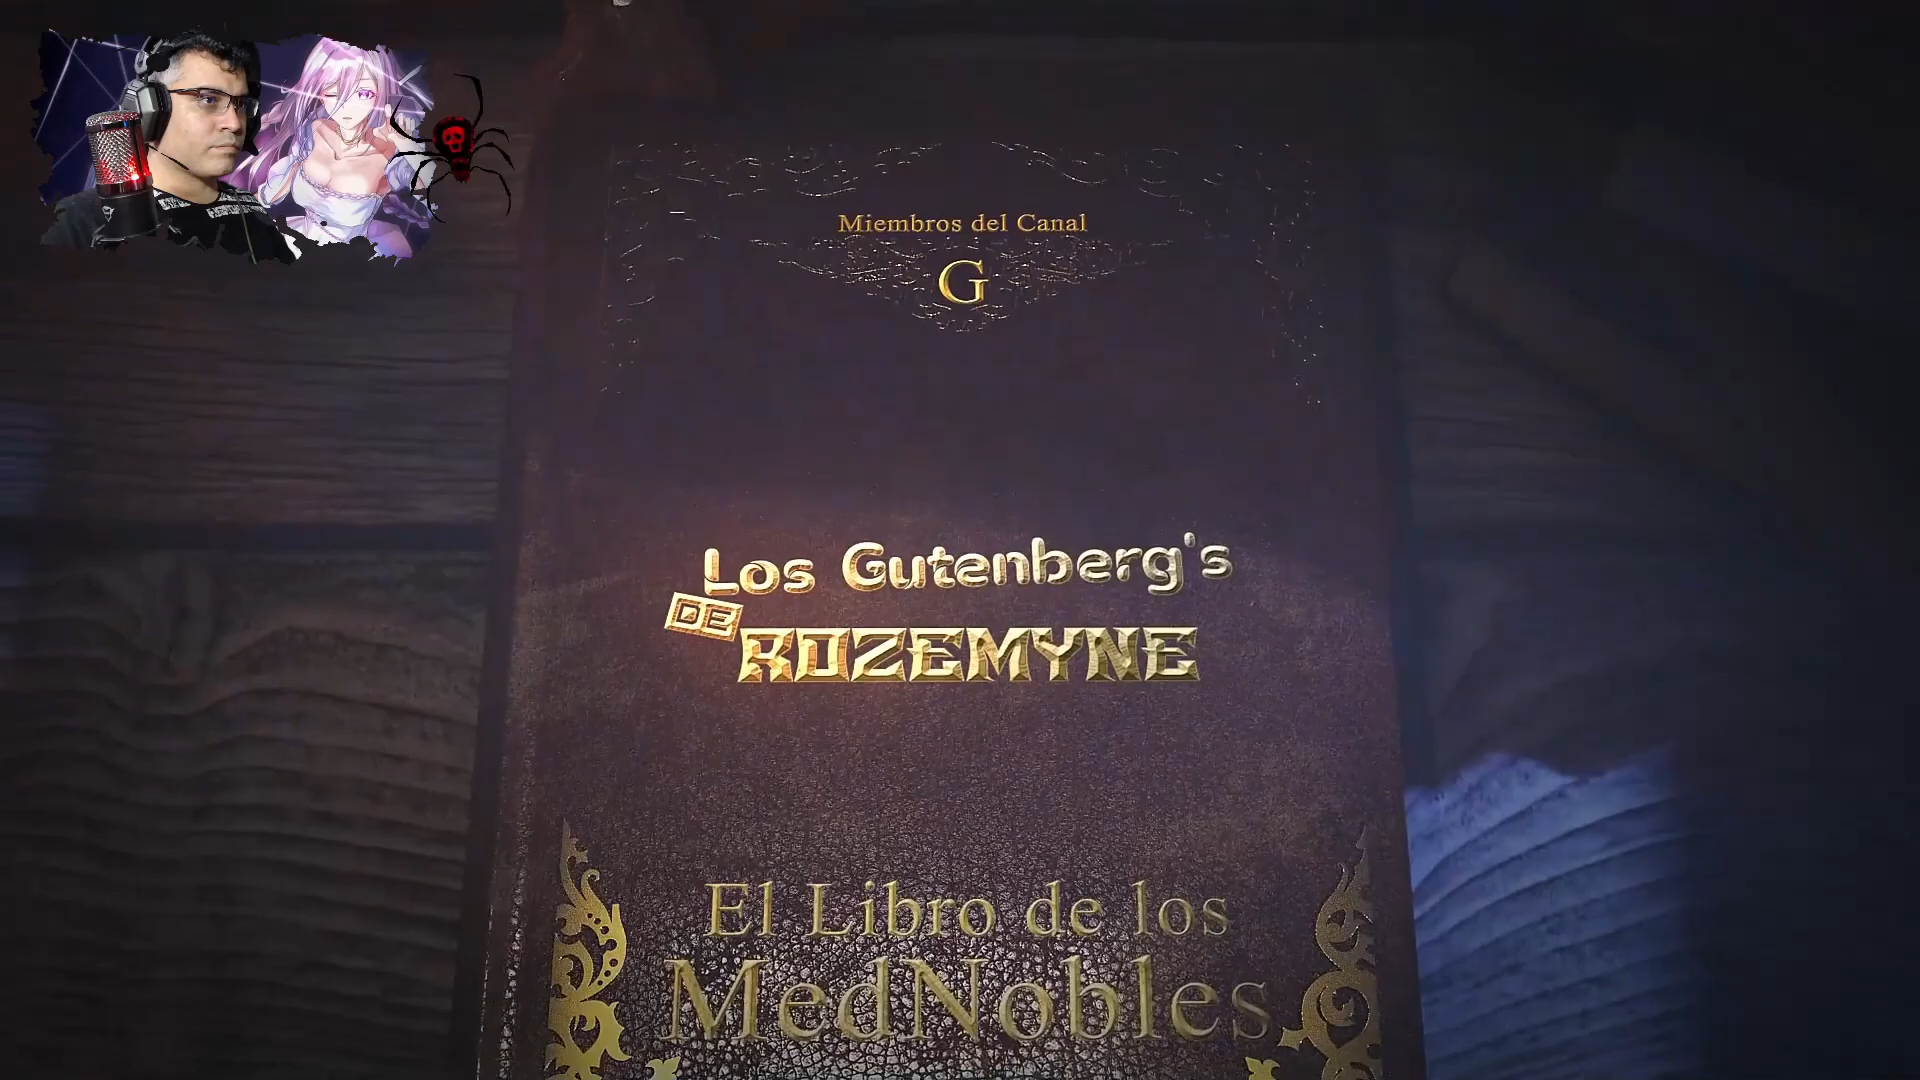 Miembros del Canal
G
Los Gutenberg's
DE
ROZEMYNE
El Libro de los
MedNobles